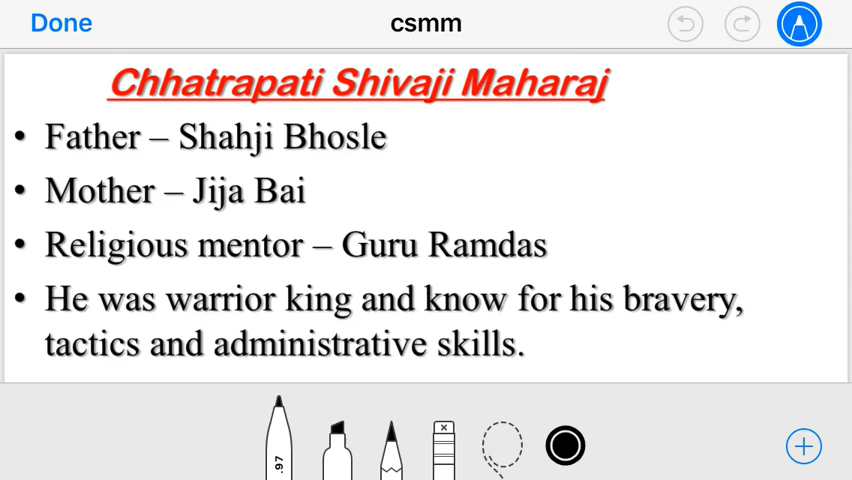 Done
csmm
Chhatrapati Shivaji Maharaj
• Father – Shahji Bhosle
• Mother – Jija Bai
• Religious mentor – Guru Ramdas
• He was warrior king and know for his bravery,
tactics and administrative skills.
.97